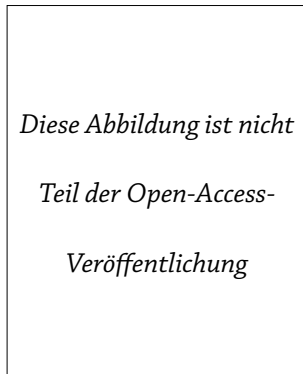 Diese Abbildung ist nicht
Teil der Open-Access-
Veröffentlichung